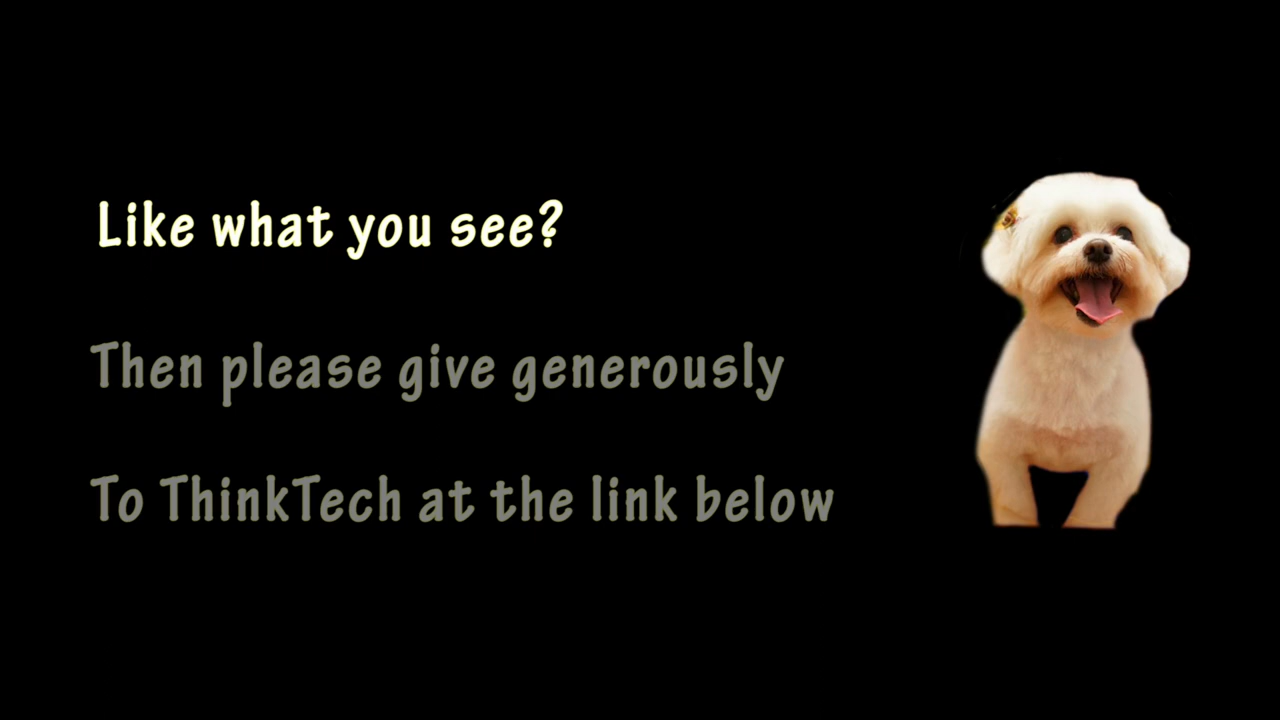 Like what you see?
Then please give generously
To ThinkTech at the link below